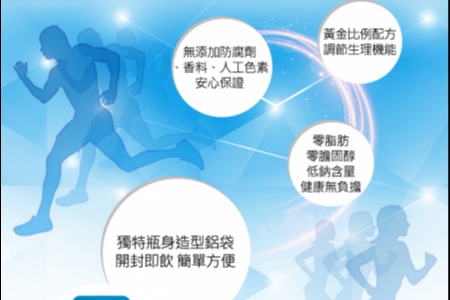 無添加防腐劑
、香料、人工色素
安心保證
黃金比例配方
調節生理機能
零脂肪
零膽固醇
低鈉含量
健康無負擔
獨特瓶身造型鋁袋
開封即飲 簡單方便